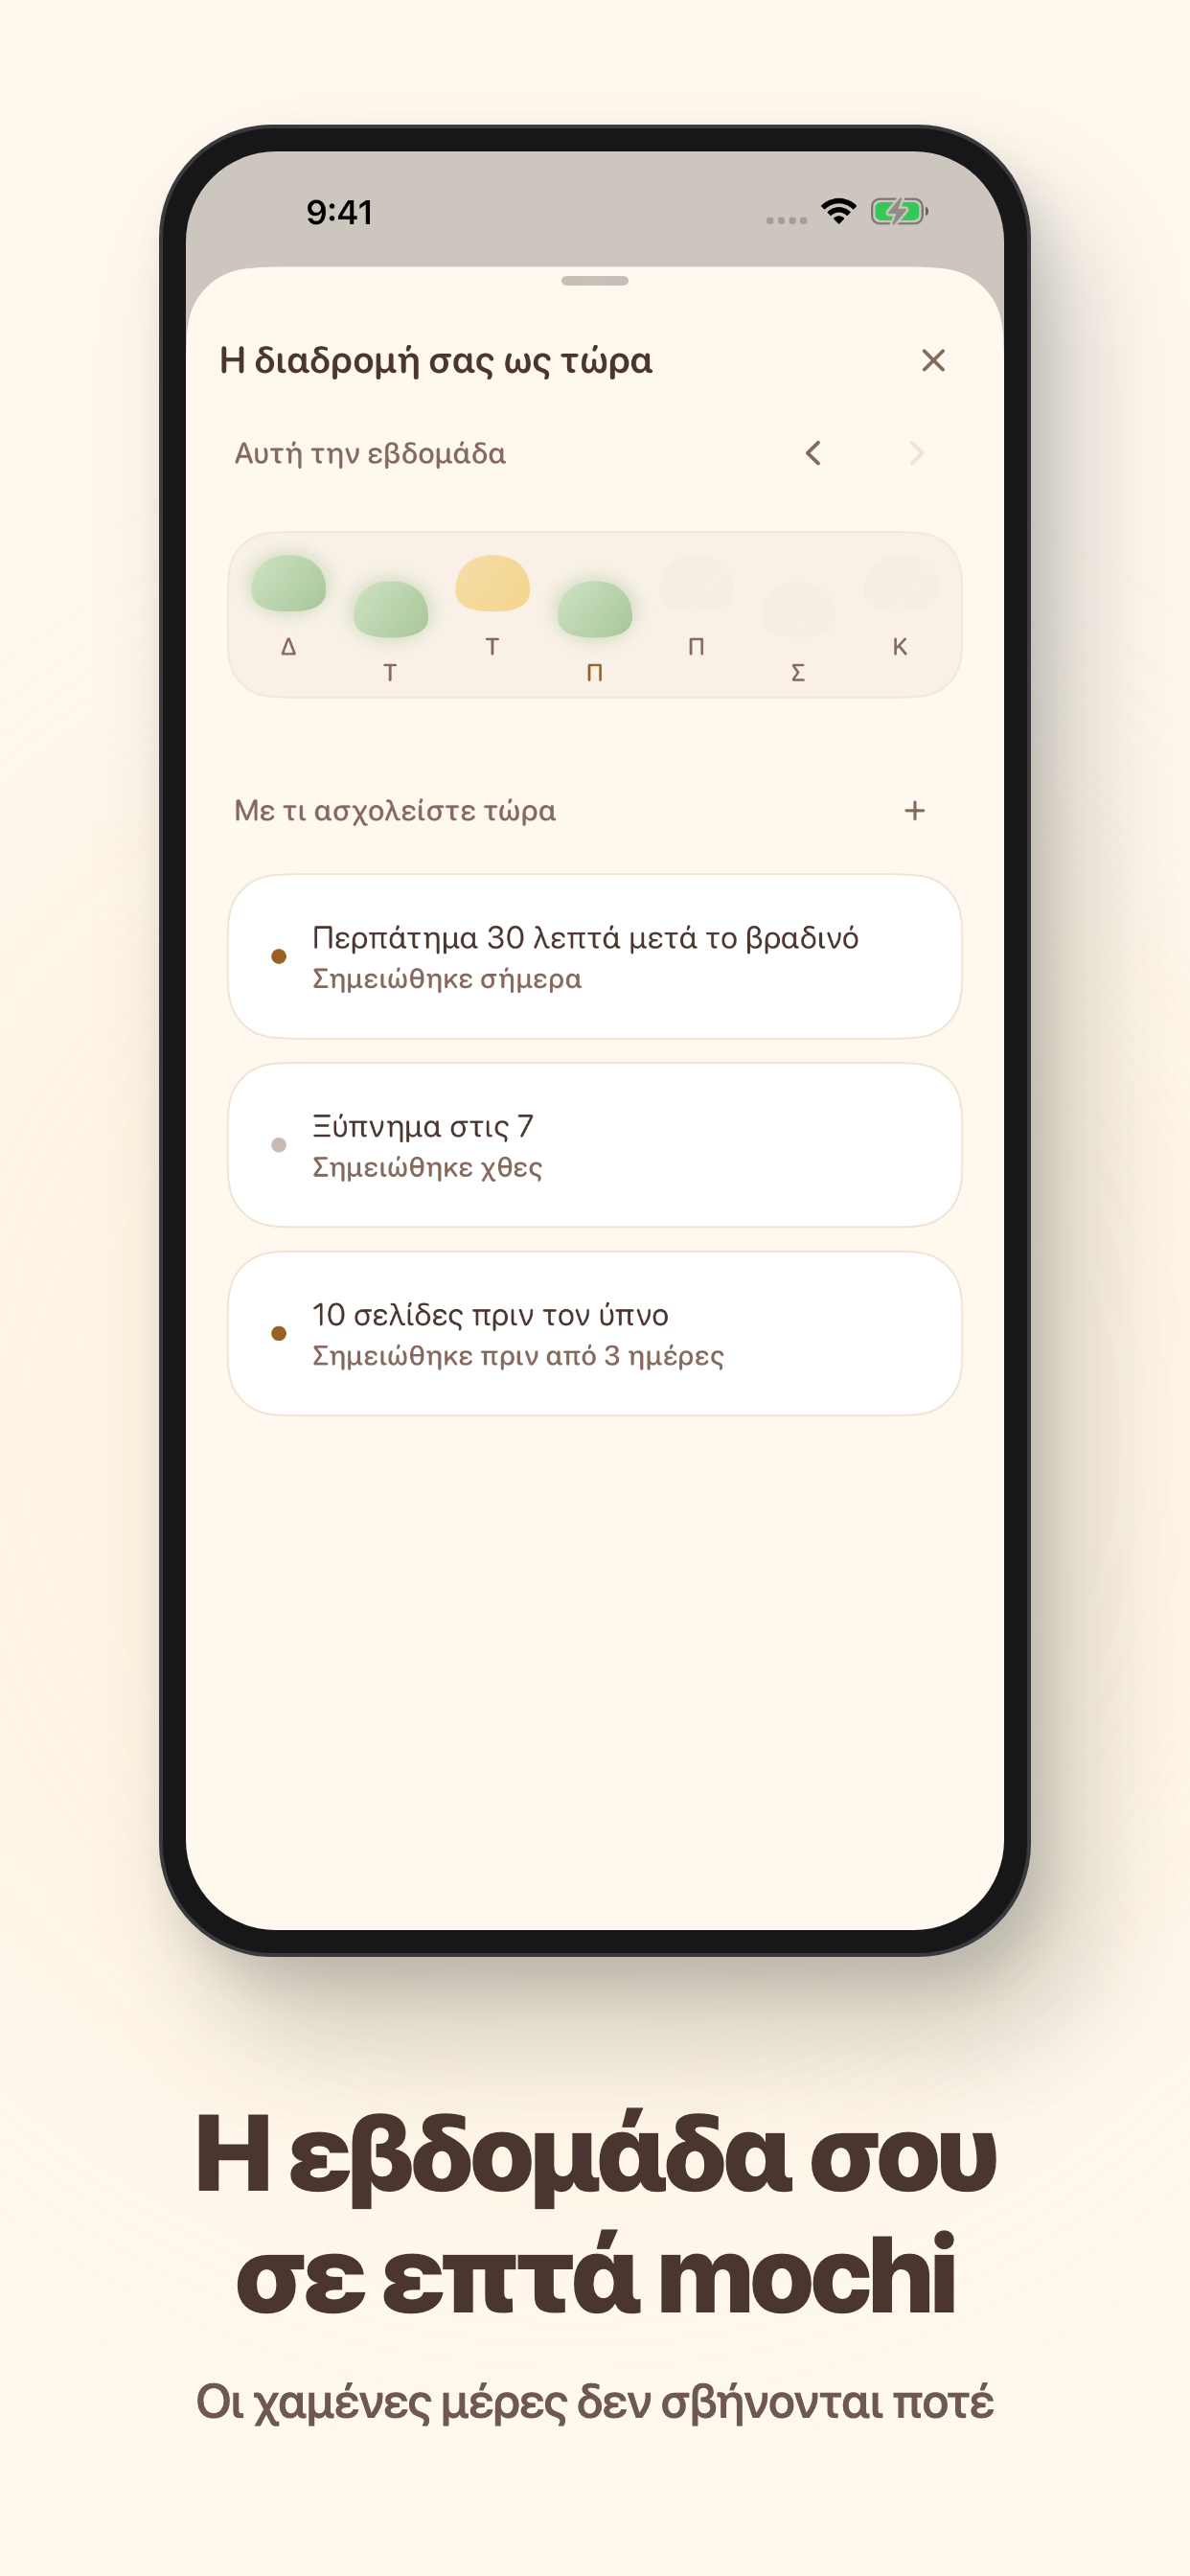 9:41
Η διαδρομή σας ως τώρα
Αυτή την εβδομάδα
Δ Τ Τ Π Π Σ Κ
Με τι ασχολείστε τώρα
Περπάτημα 30 λεπτά μετά το βραδινό
Σημειώθηκε σήμερα
Ξύπνημα στις 7
Σημειώθηκε χθες
10 σελίδες πριν τον ύπνο
Σημειώθηκε πριν από 3 ημέρες
Η εβδομάδα σου
σε επτά mochi
Οι χαμένες μέρες δεν σβήνονται ποτέ